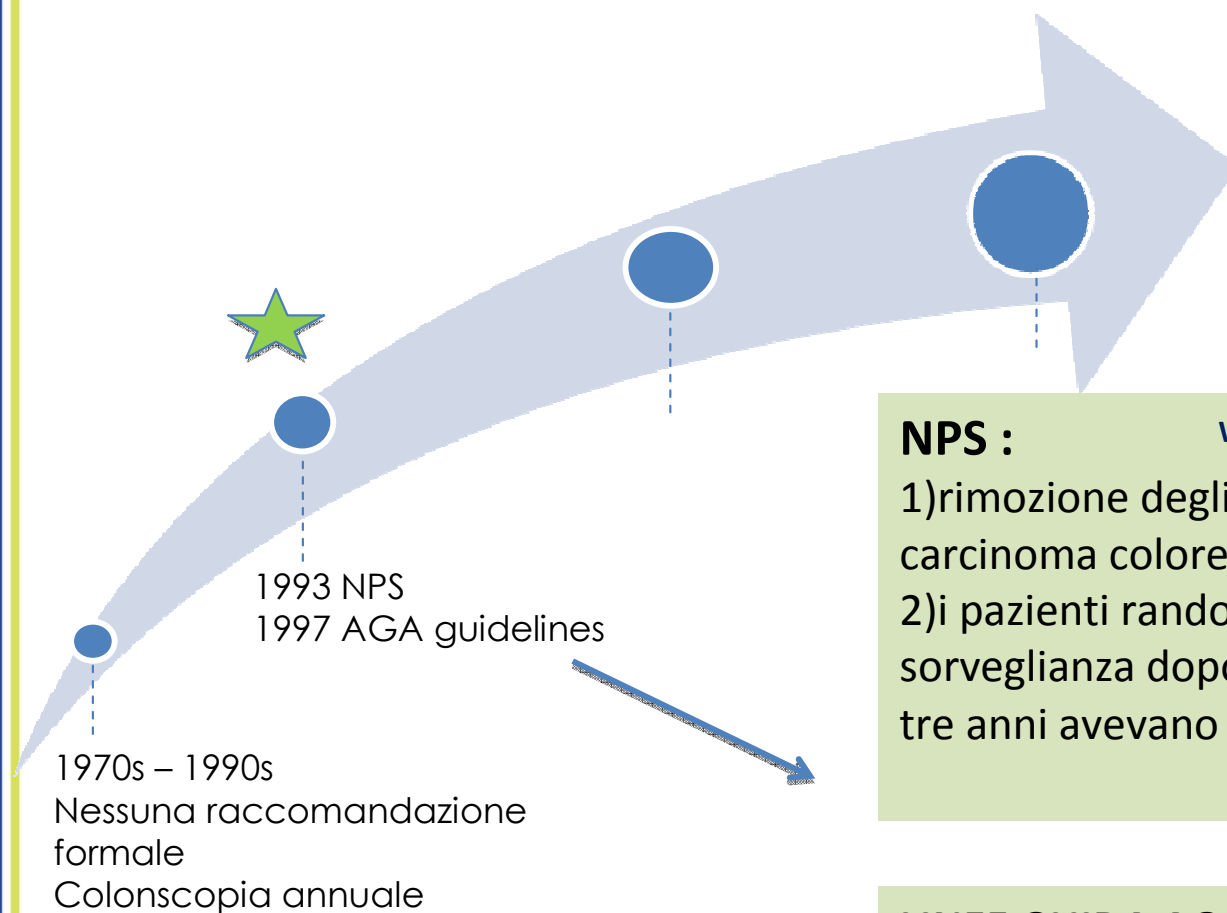 1993 NPS
1997 AGA guidelines
1970s – 1990s
Nessuna raccomandazione
formale
Colonscopia annuale
NPS :
1)rimozione degli
carcinoma colore
2)i pazienti rando
sorveglianza dopo
tre anni avevano